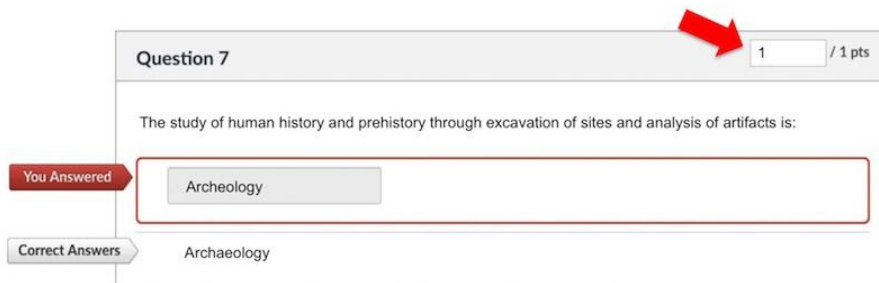 Question 7
1 / 1 pts
The study of human history and prehistory through excavation of sites and analysis of artifacts is:
You Answered
Archeology
Correct Answers
Archaeology